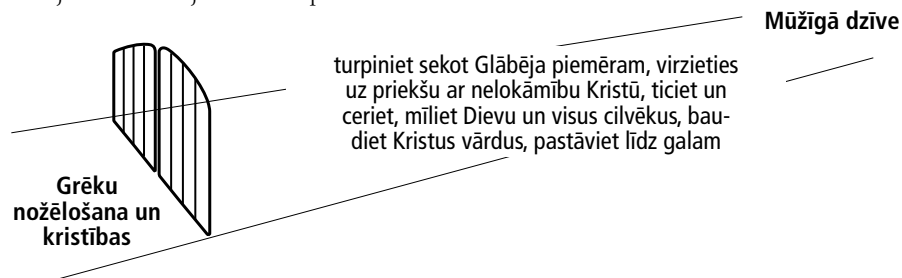 Mūžīgā dzīve
turpiniet sekot Glābēja piemēram, virzieties
uz priekšu ar nelokāmību Kristū, ticiet un
ceriet, mīliet Dievu un visus cilvēkus, bau-
diet Kristus vārdus, pastāviet līdz galam
Grēku
nožēlošana un
kristības